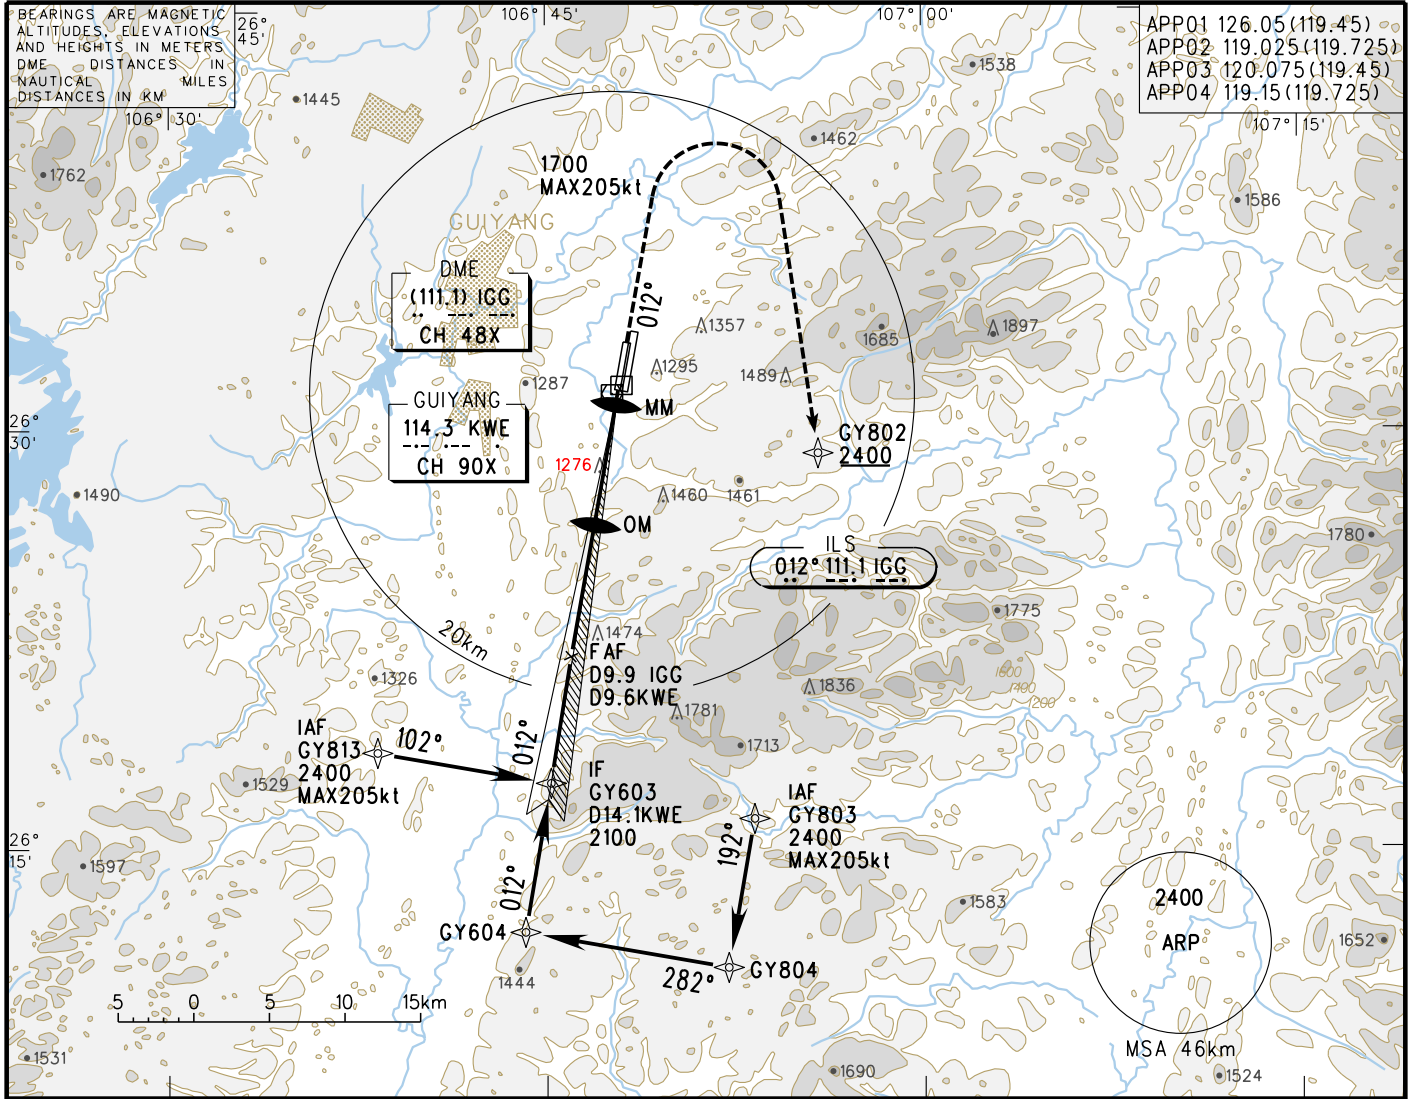 BEARINGS ARE MAGNETIC
ALTITUDES, ELEVATIONS
AND HEIGHTS IN METERS
DME DISTANCES IN
NAUTICAL MILES
DISTANCES IN KM
26°
45'
106° 45'
107° 00'
APP01 126.05(119.45)
APP02 119.025(119.725)
APP03 120.075(119.45)
APP04 119.15(119.725)
106° 30'
107° 15'
1445
1538
1462
1762
1586
1700
MAX205kt
GUIYANG
DME
(111.1) IGG
CH 48X
012°
1357
1685
1897
1295
1489
1287
GUIYANG
114.3 KWE
CH 90X
MM
26°
30'
GY802
2400
1276
1490
1460
1461
OM
1780
ILS
012° 111.1 IGG
1775
20km
1474
FAF
D9.9 IGG
D9.6KWE
1326
1836
1600
1400
1200
1781
1713
IAF
GY813
2400
MAX205kt
102°
012°
1529
IF
GY603
D14.1KWE
2100
IAF
GY803
2400
MAX205kt
192°
26°
15'
1597
012°
1583
2400
ARP
GY604
1652
1444
282°
GY804
5 0 5 10 15km
MSA 46km
1531
1690
1524